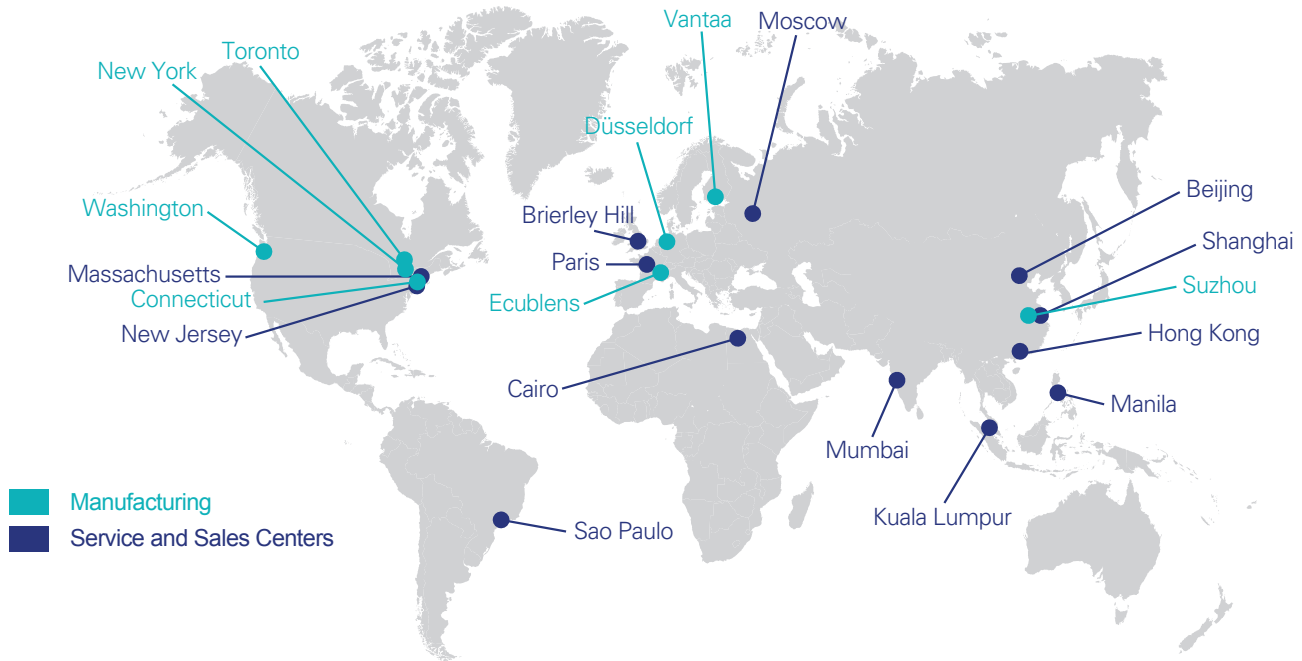 Vantaa
Moscow
Toronto
New York
Düsseldorf
Washington
Brierley Hill
Beijing
Shanghai
Massachusetts
Paris
Suzhou
Connecticut
Ecublens
New Jersey
Hong Kong
Cairo
Manila
Mumbai
Manufacturing
Kuala Lumpur
Sao Paulo
Service and Sales Centers